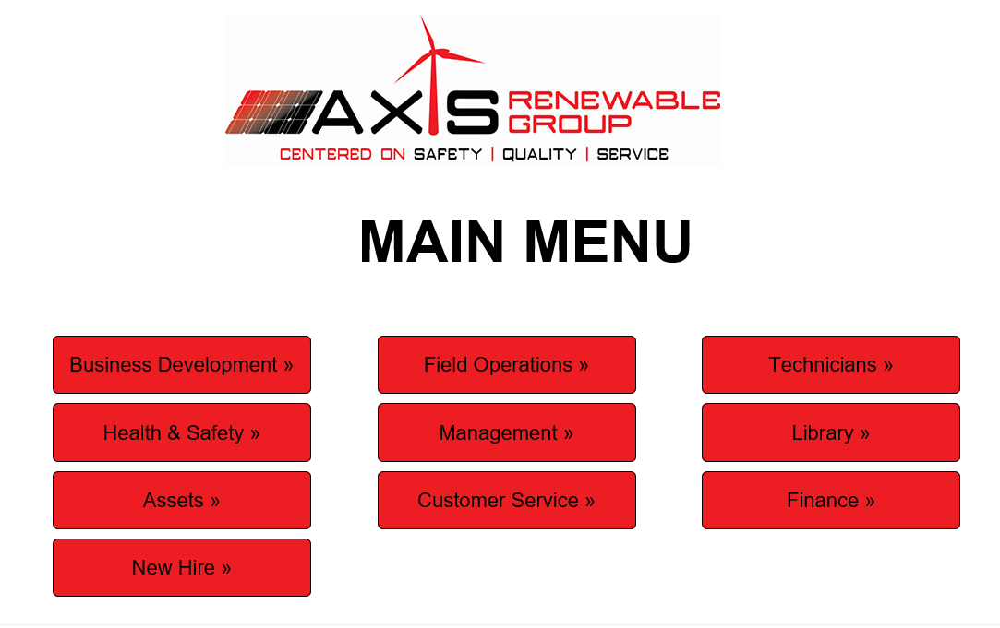 AXIS RENEWABLE
GROUP
CENTERED ON SAFETY | QUALITY | SERVICE
MAIN MENU
Business Development »
Field Operations »
Technicians »
Health & Safety »
Management »
Library »
Assets »
Customer Service »
Finance »
New Hire »